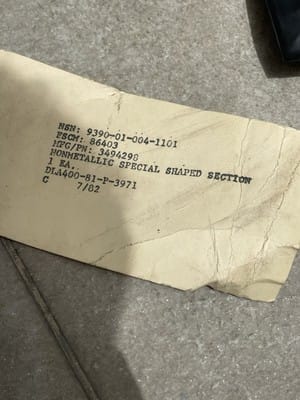 NSN: 9390-01-004-1101
FSCM: 86403
MFG/PN: 3494298
NONMETALLIC SPECIAL SHAPED SECTION
1 EA.
DLA400-81-P-3971
C 7/82